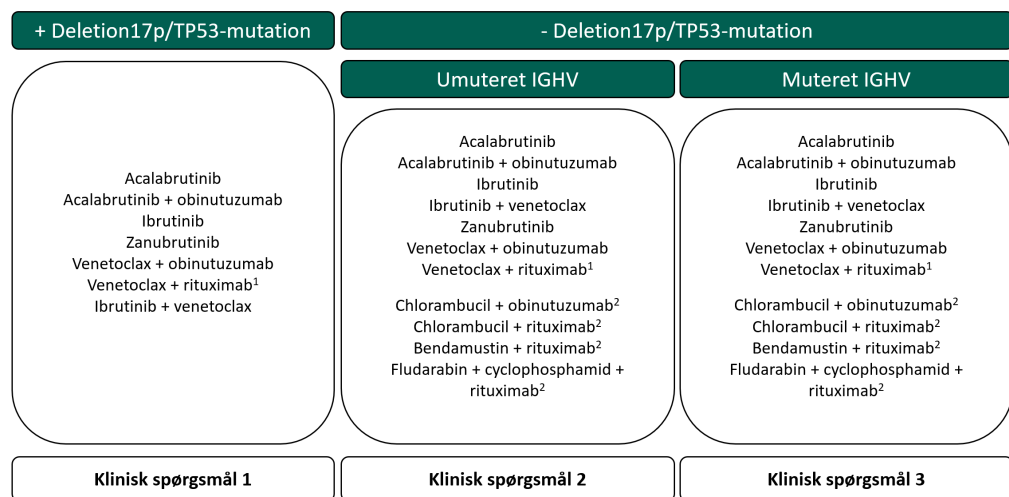 + Deletion17p/TP53-mutation
- Deletion17p/TP53-mutation
Umuteret IGHV
Muteret IGHV
Acalabrutinib
Acalabrutinib + obinutuzumab
Ibrutinib
Zanubrutinib
Venetoclax + obinutuzumab
Venetoclax + rituximab¹
Ibrutinib + venetoclax
Acalabrutinib
Acalabrutinib + obinutuzumab
Ibrutinib
Ibrutinib + venetoclax
Zanubrutinib
Venetoclax + obinutuzumab
Venetoclax + rituximab¹
Chlorambucil + obinutuzumab²
Chlorambucil + rituximab²
Bendamustin + rituximab²
Fludarabin + cyclophosphamid +
rituximab²
Acalabrutinib
Acalabrutinib + obinutuzumab
Ibrutinib
Ibrutinib + venetoclax
Zanubrutinib
Venetoclax + obinutuzumab
Venetoclax + rituximab¹
Chlorambucil + obinutuzumab²
Chlorambucil + rituximab²
Bendamustin + rituximab²
Fludarabin + cyclophosphamid +
rituximab²
Klinisk spørgsmål 1
Klinisk spørgsmål 2
Klinisk spørgsmål 3